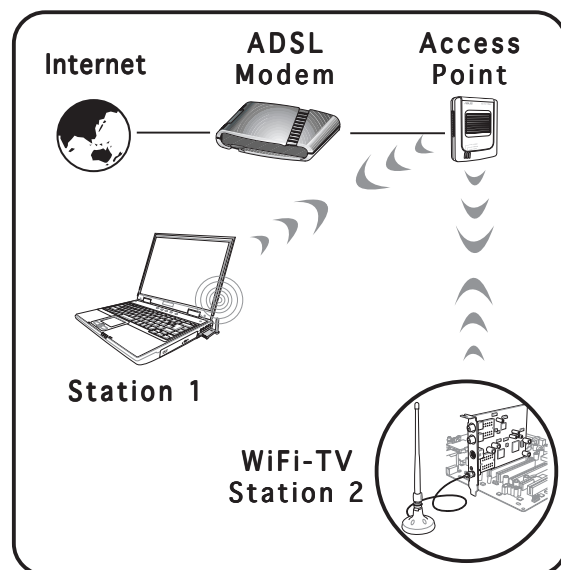 Internet
ADSL
Modem
Access
Point
Station 1
WiFi-TV
Station 2